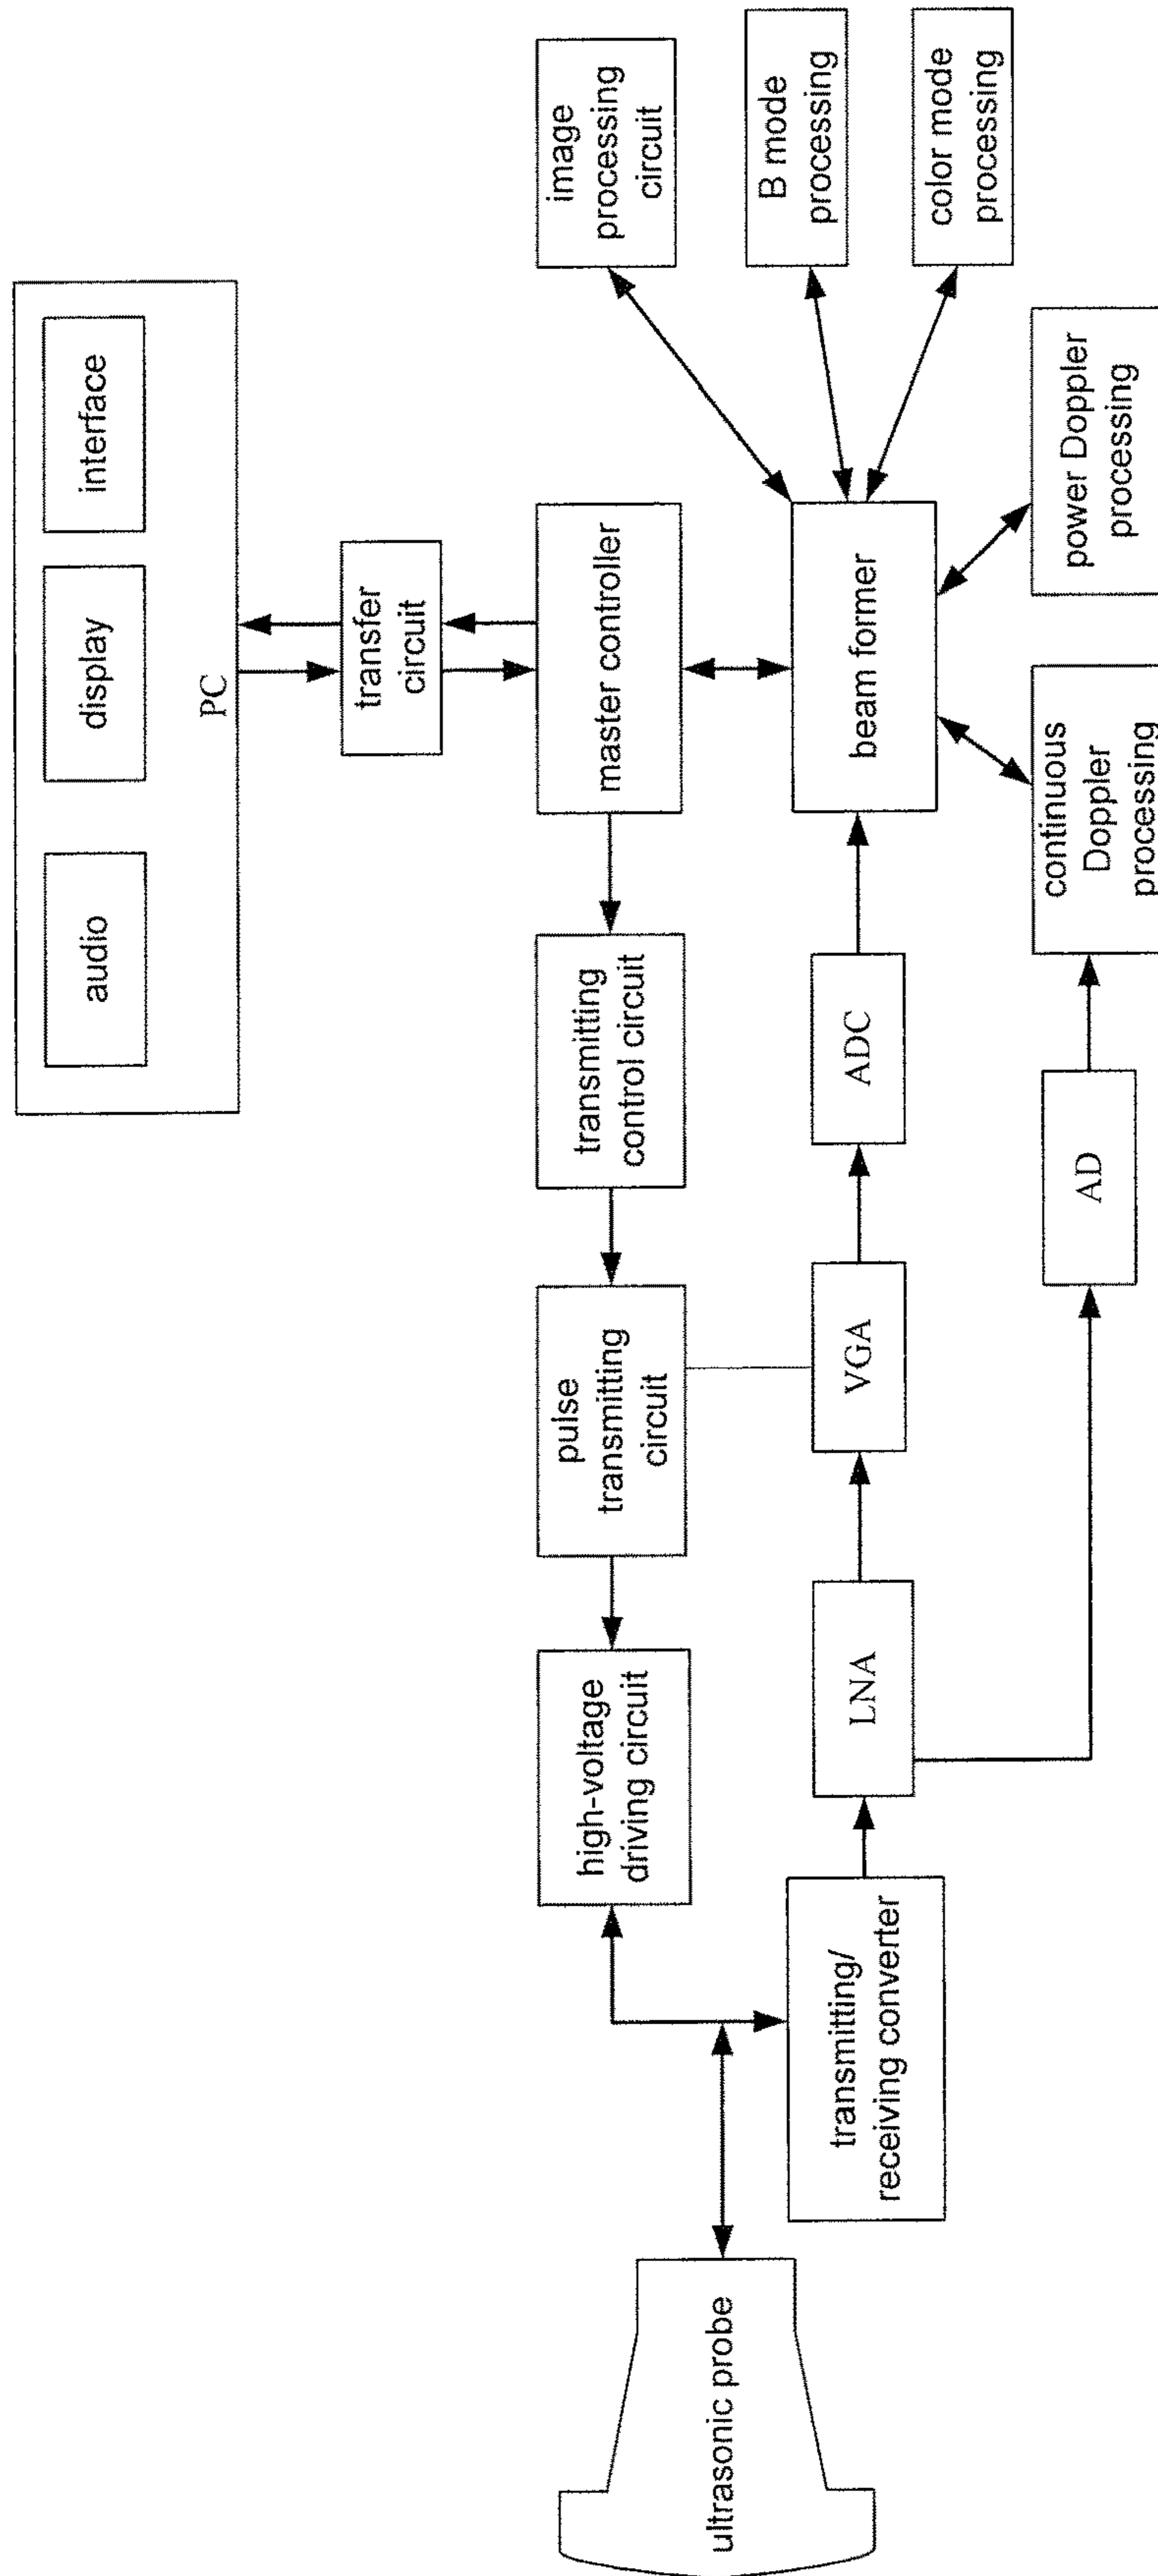 audio
display
interface
PC
transfer
circuit
high-voltage
driving circuit
pulse
transmitting
circuit
transmitting
control circuit
master controller
image
processing
circuit
ultrasonic probe
transmitting/
receiving converter
LNA
VGA
ADC
beam former
B mode
processing
color mode
processing
AD
continuous
Doppler
processing
power Doppler
processing